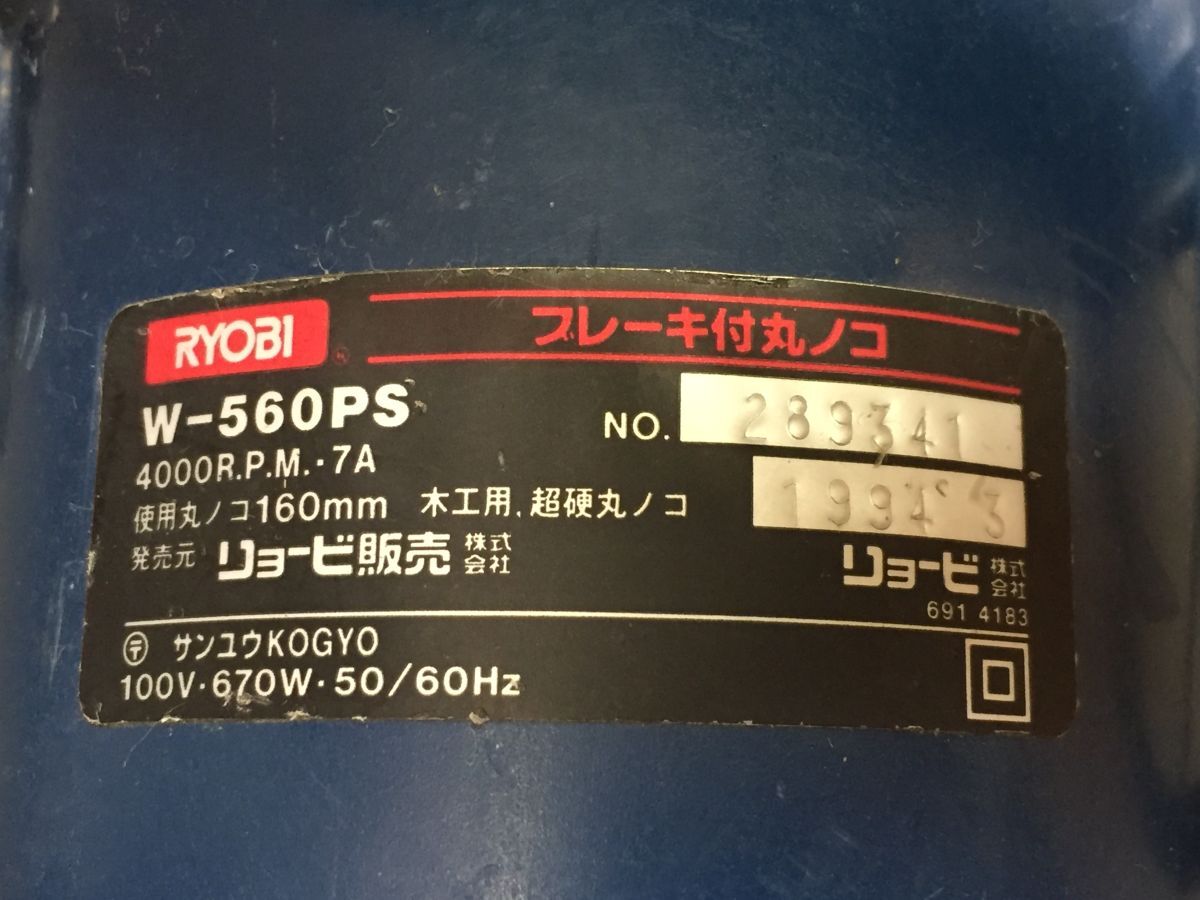 RYOBI
ブレーキ付丸ノコ
W-560PS
NO. 289341
4000R.P.M.・7A
1994 3
使用丸ノコ160mm 木工用,超硬丸ノコ
発売元 リョービ販売株式会社
リョービ株式会社
691 4183
〒 サンユウKOGYO
100V・670W・50/60Hz